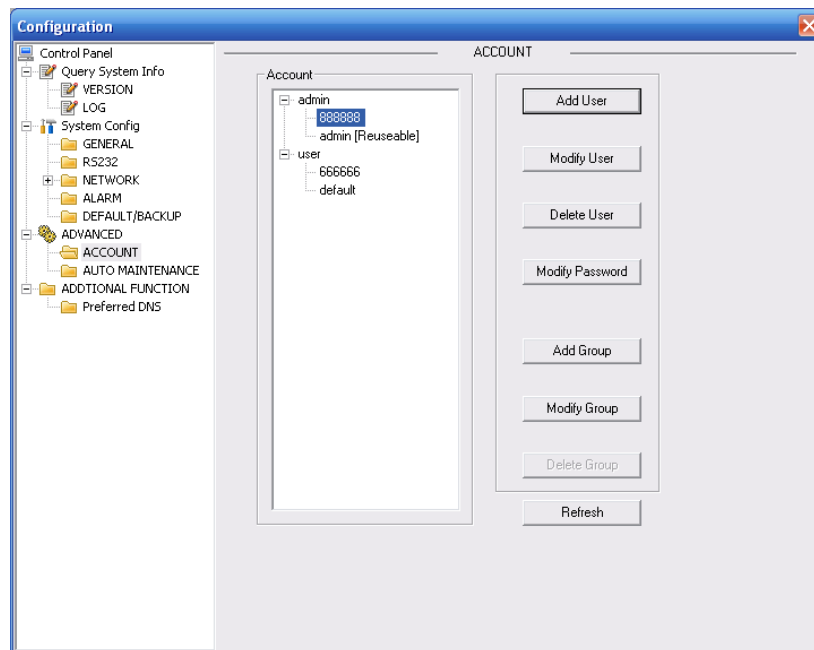 Configuration
Control Panel
Query System Info
VERSION
LOG
System Config
GENERAL
RS232
NETWORK
ALARM
DEFAULT/BACKUP
ADVANCED
ACCOUNT
AUTO MAINTENANCE
ADDTIONAL FUNCTION
Preferred DNS
ACCOUNT
Account
admin
888888
admin [Reuseable]
user
666666
default
Add User
Modify User
Delete User
Modify Password
Add Group
Modify Group
Delete Group
Refresh